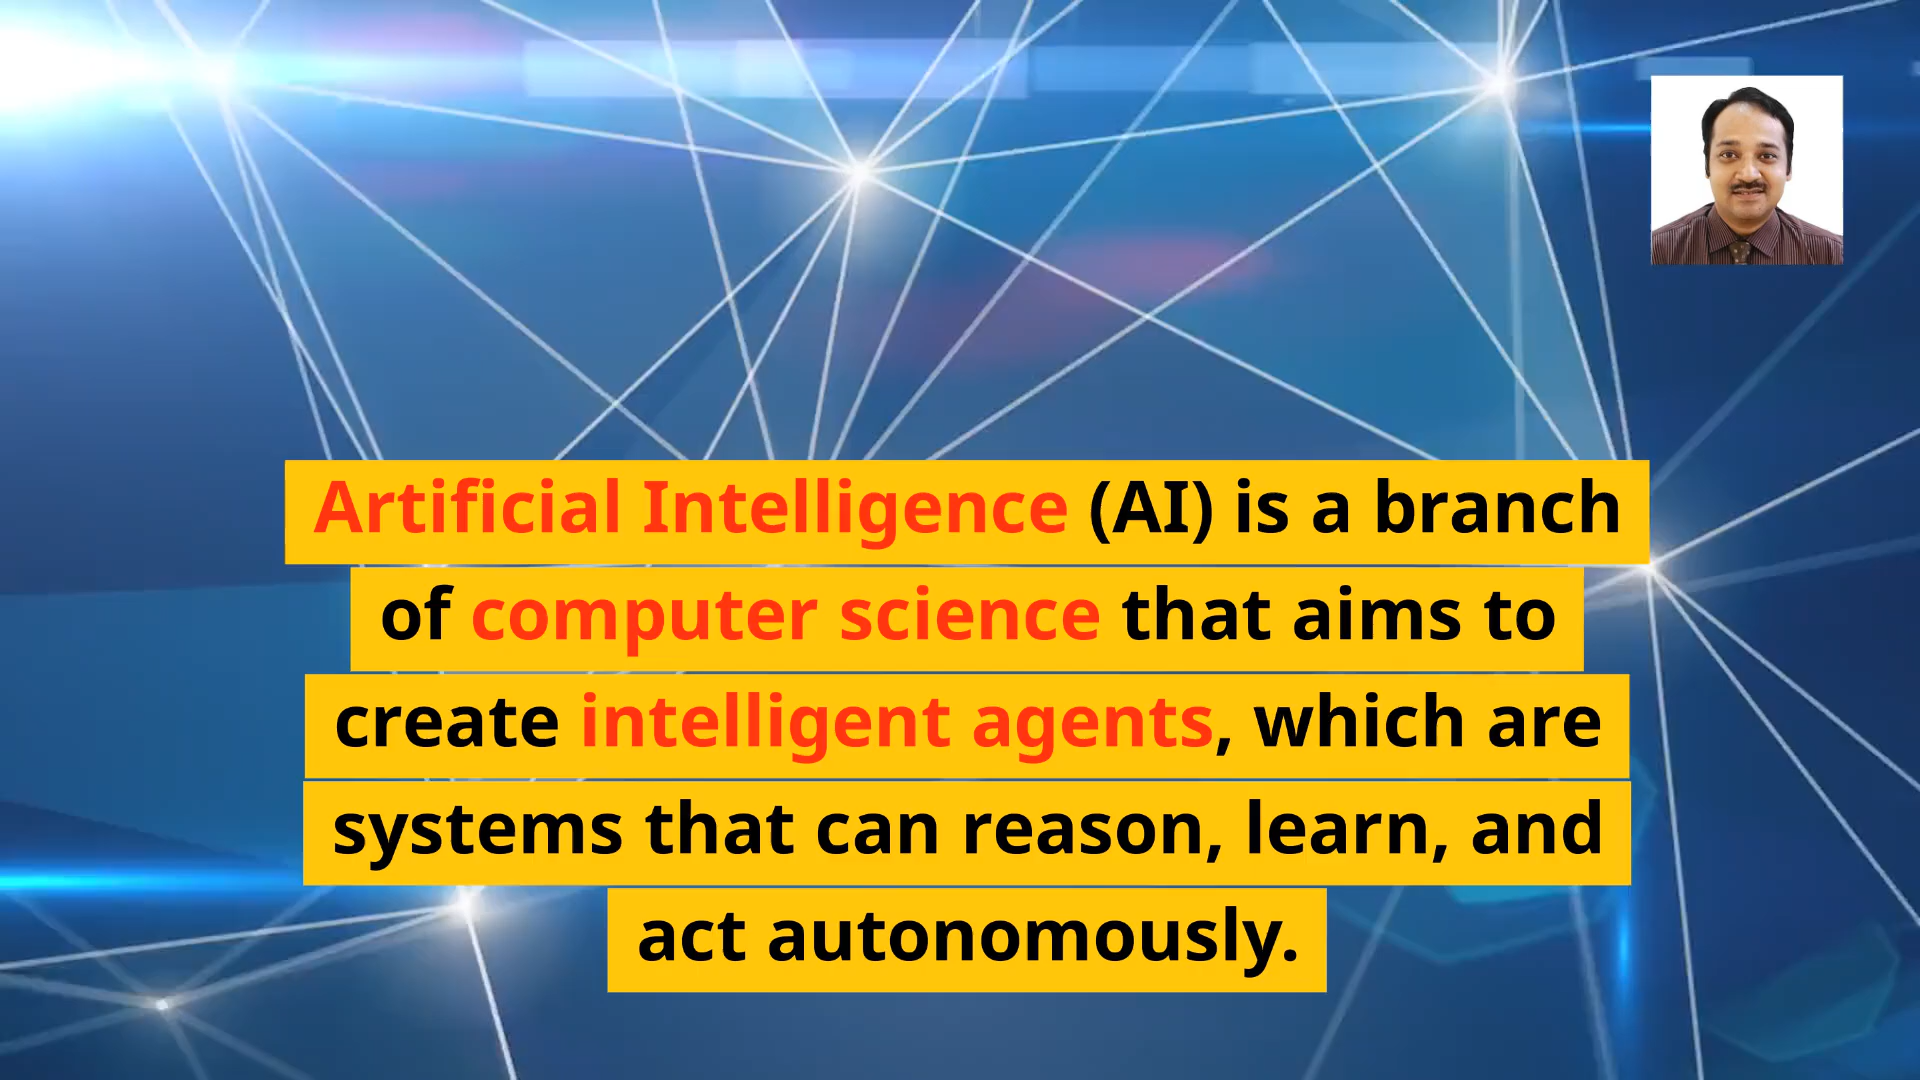 Artificial Intelligence (AI) is a branch
of computer science that aims to
create intelligent agents, which are
systems that can reason, learn, and
act autonomously.